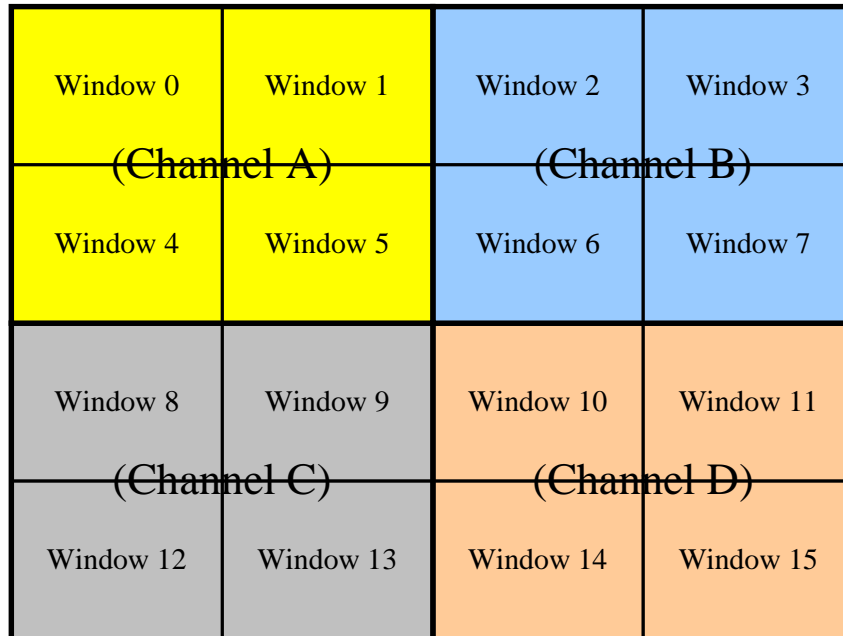 Window 0 Window 1 Window 2 Window 3
(Channel A) (Channel B)
Window 4 Window 5 Window 6 Window 7
Window 8 Window 9 Window 10 Window 11
(Channel C) (Channel D)
Window 12 Window 13 Window 14 Window 15